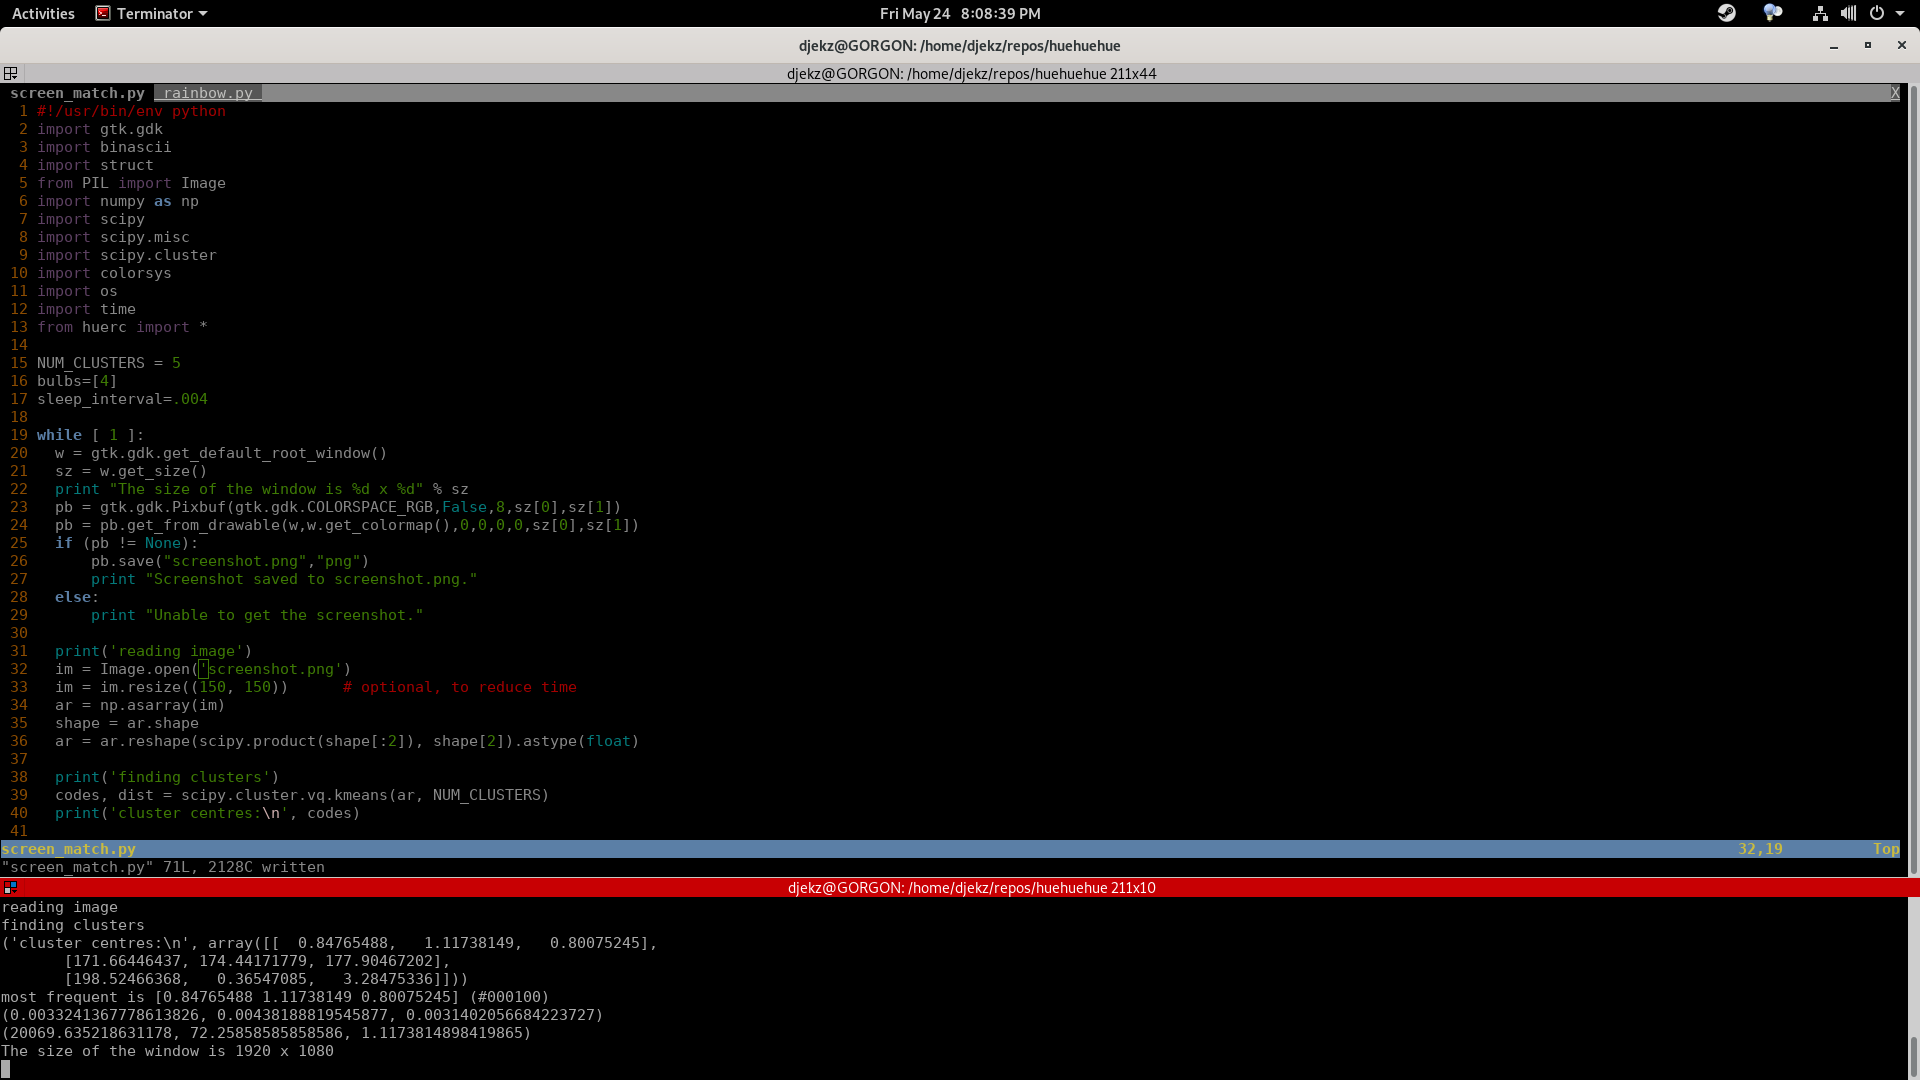 Activities Terminator Fri May 24 8:08:39 PM
djekz@GORGON: /home/djekz/repos/huehuehue
djekz@GORGON: /home/djekz/repos/huehuehue 211x44
screen_match.py rainbow.py X
1 #!/usr/bin/env python
2 import gtk.gdk
3 import binascii
4 import struct
5 from PIL import Image
6 import numpy as np
7 import scipy
8 import scipy.misc
9 import scipy.cluster
10 import colorsys
11 import os
12 import time
13 from huerc import *
14
15 NUM_CLUSTERS = 5
16 bulbs=[4]
17 sleep_interval=.004
18
19 while [ 1 ]:
20   w = gtk.gdk.get_default_root_window()
21   sz = w.get_size()
22   print "The size of the window is %d x %d" % sz
23   pb = gtk.gdk.Pixbuf(gtk.gdk.COLORSPACE_RGB,False,8,sz[0],sz[1])
24   pb = pb.get_from_drawable(w,w.get_colormap(),0,0,0,0,sz[0],sz[1])
25   if (pb != None):
26       pb.save("screenshot.png","png")
27       print "Screenshot saved to screenshot.png."
28   else:
29       print "Unable to get the screenshot."
30
31   print('reading image')
32   im = Image.open('screenshot.png')
33   im = im.resize((150, 150))      # optional, to reduce time
34   ar = np.asarray(im)
35   shape = ar.shape
36   ar = ar.reshape(scipy.product(shape[:2]), shape[2]).astype(float)
37
38   print('finding clusters')
39   codes, dist = scipy.cluster.vq.kmeans(ar, NUM_CLUSTERS)
40   print('cluster centres:\n', codes)
41
screen_match.py 32,19 Top
"screen_match.py" 71L, 2128C written
djekz@GORGON: /home/djekz/repos/huehuehue 211x10
reading image
finding clusters
('cluster centres:\n', array([[  0.84765488,   1.11738149,   0.80075245],
       [171.66446437, 174.44171779, 177.90467202],
       [198.52466368,   0.36547085,   3.28475336]]))
most frequent is [0.84765488 1.11738149 0.80075245] (#000100)
(0.0033241367778613826, 0.00438188819545877, 0.0031402056684223727)
(20069.635218631178, 72.25858585858586, 1.1173814898419865)
The size of the window is 1920 x 1080